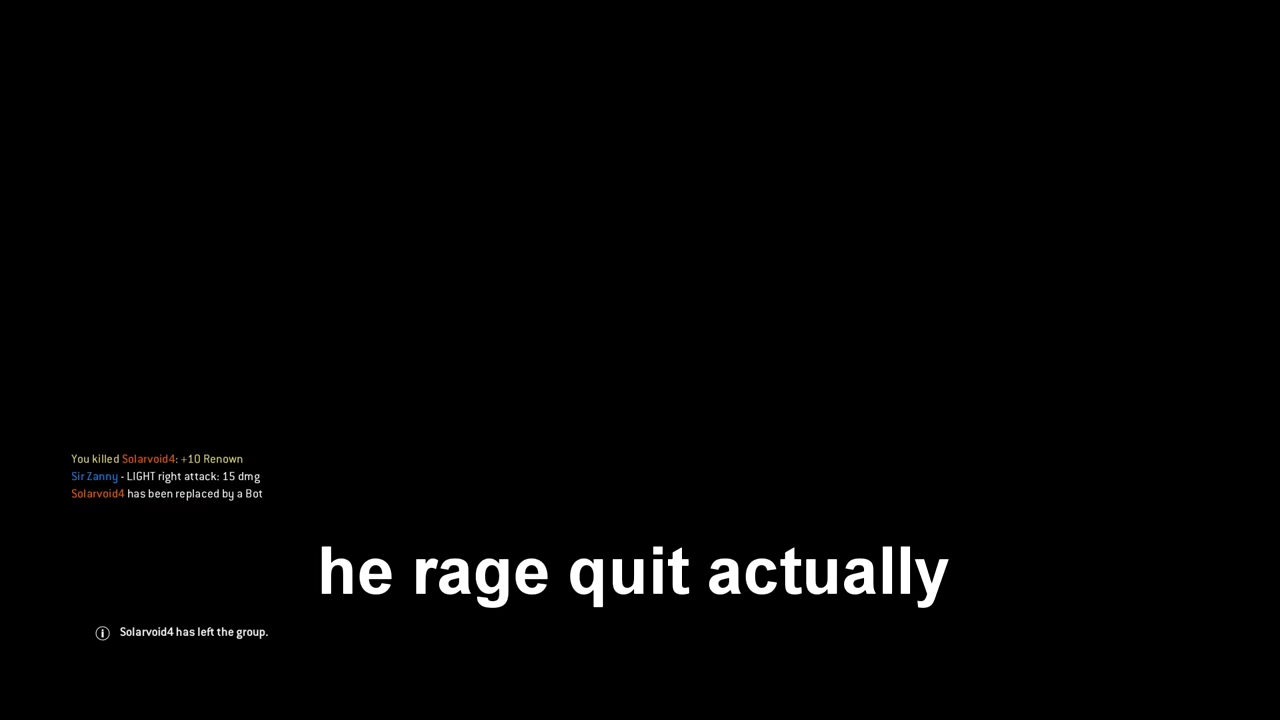 You killed Solarvoid4: +10 Renown
Sir Zanny - LIGHT right attack: 15 dmg
Solarvoid4 has been replaced by a Bot
he rage quit actually
Solarvoid4 has left the group.